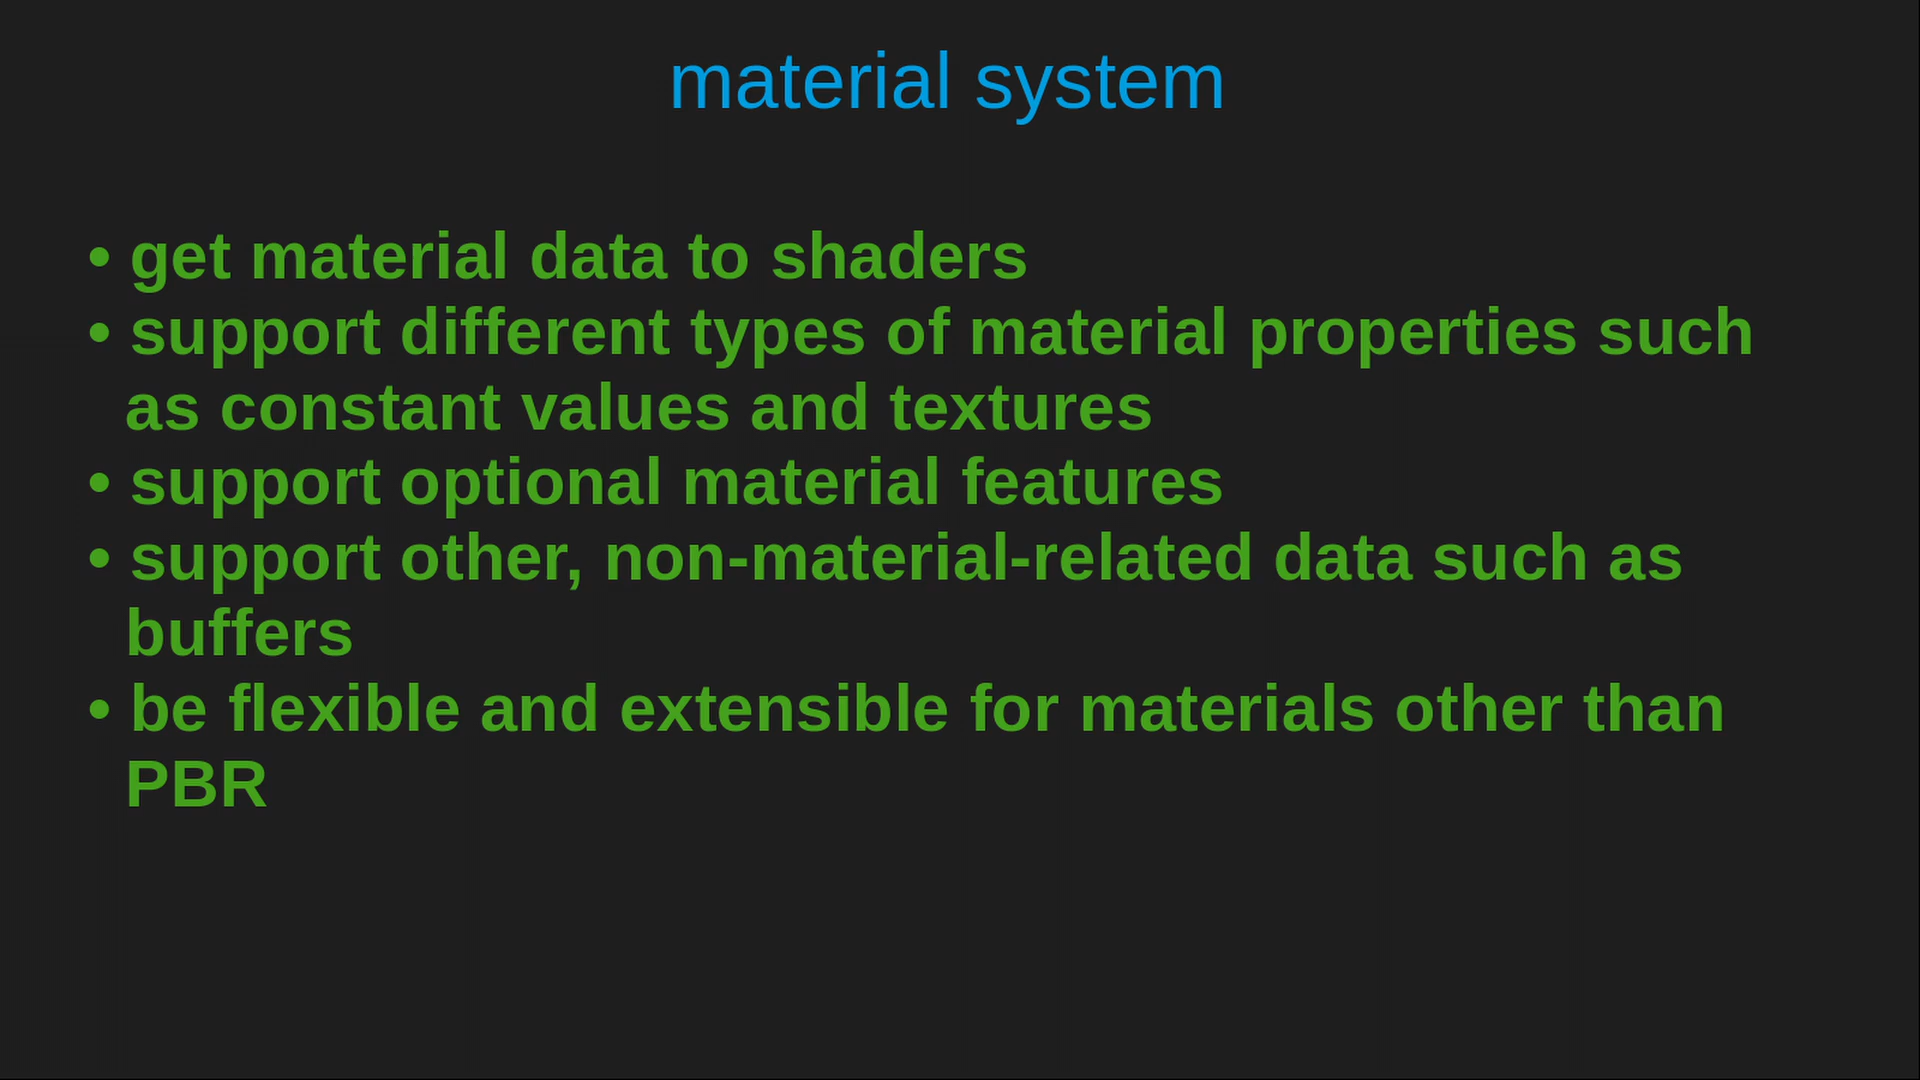 material system
• get material data to shaders
• support different types of material properties such
as constant values and textures
• support optional material features
• support other, non-material-related data such as
buffers
• be flexible and extensible for materials other than
PBR